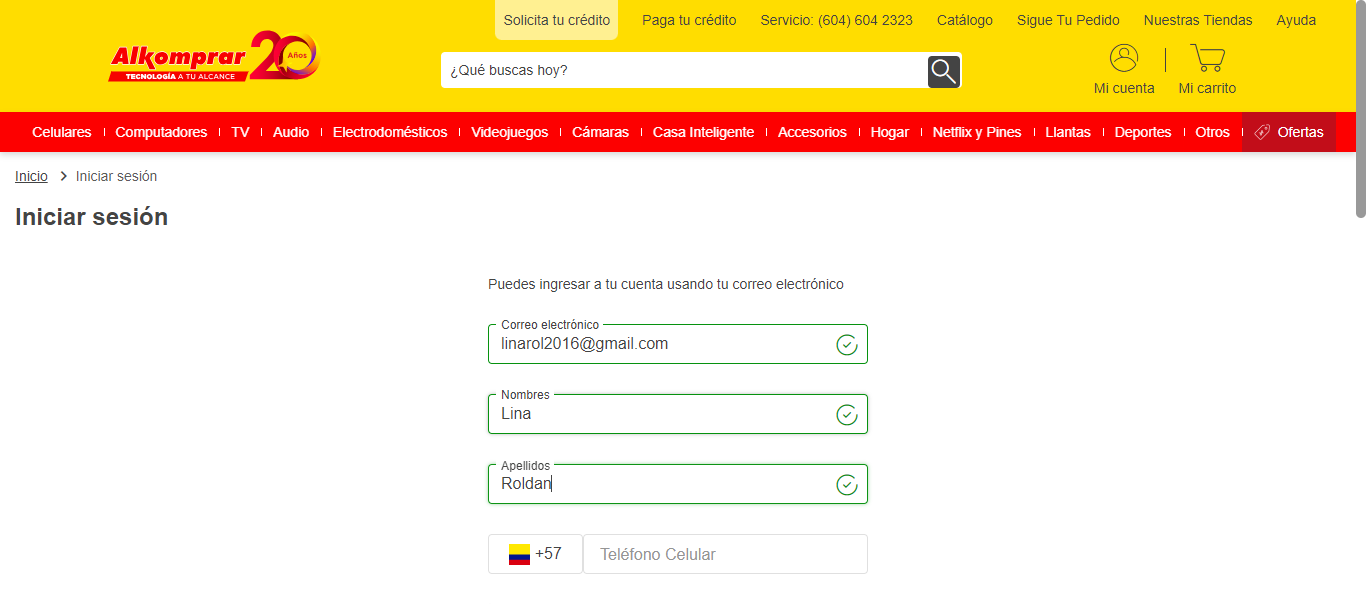 Solicita tu crédito Paga tu crédito Servicio: (604) 604 2323 Catálogo Sigue Tu Pedido Nuestras Tiendas Ayuda
Alkomprar 20 Años
TECNOLOGÍA A TU ALCANCE
¿Qué buscas hoy?
Mi cuenta Mi carrito
Celulares Computadores TV Audio Electrodomésticos Videojuegos Cámaras Casa Inteligente Accesorios Hogar Netflix y Pines Llantas Deportes Otros Ofertas
Inicio > Iniciar sesión
Iniciar sesión
Puedes ingresar a tu cuenta usando tu correo electrónico
Correo electrónico
linarol2016@gmail.com
Nombres
Lina
Apellidos
Roldan
+57 Teléfono Celular